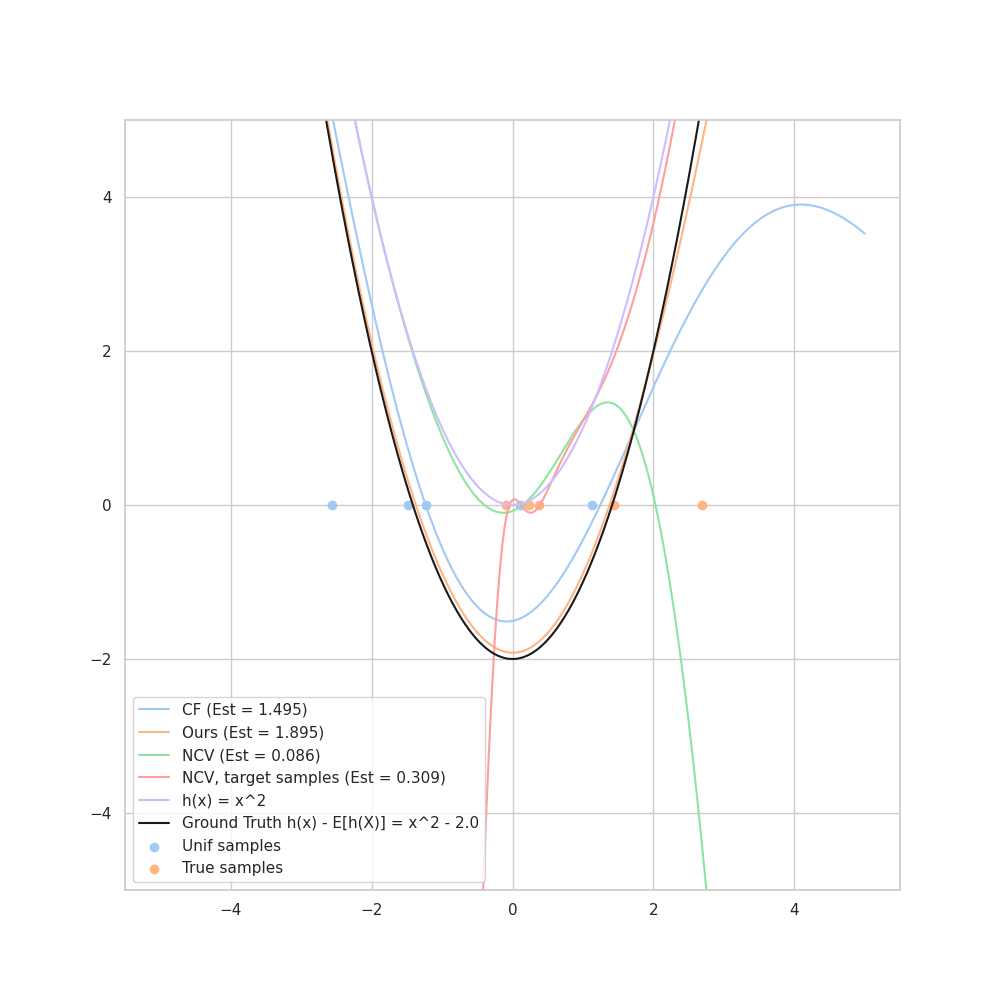 4
2
0
−2
−4
CF (Est = 1.495)
Ours (Est = 1.895)
NCV (Est = 0.086)
NCV, target samples (Est = 0.309)
h(x) = x^2
Ground Truth h(x) - E[h(X)] = x^2 - 2.0
Unif samples
True samples
−4 −2 0 2 4